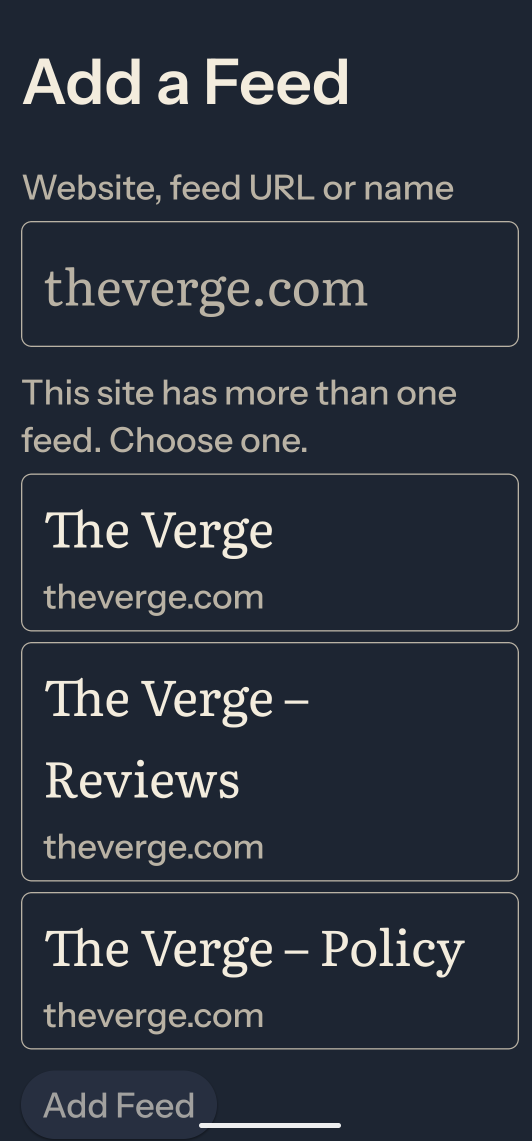 Add a Feed
Website, feed URL or name
theverge.com
This site has more than one
feed. Choose one.
The Verge
theverge.com
The Verge –
Reviews
theverge.com
The Verge – Policy
theverge.com
Add Feed